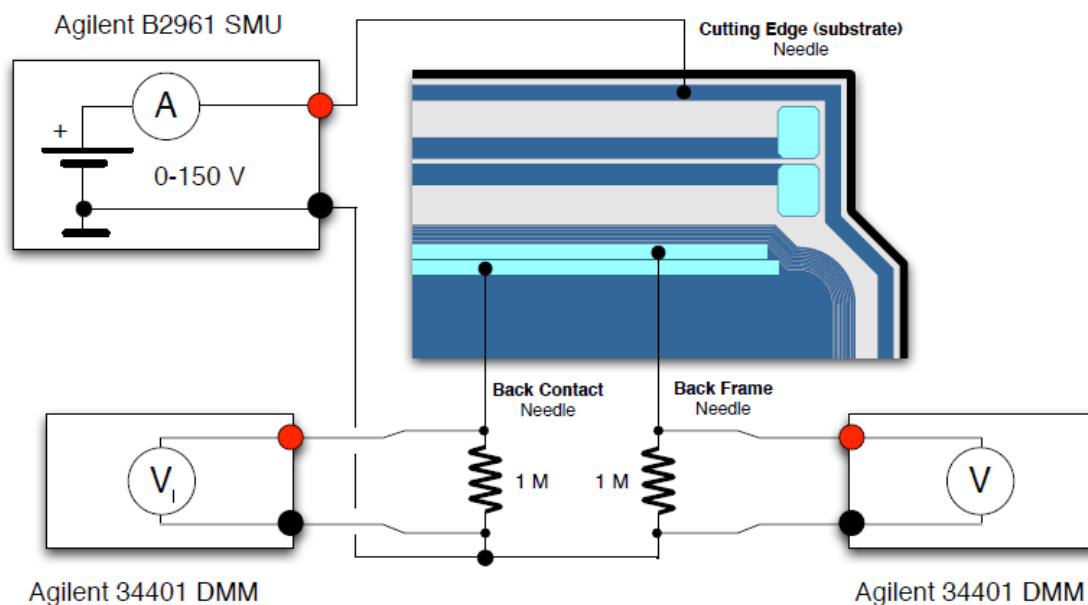 Agilent B2961 SMU
Cutting Edge (substrate)
Needle
A
+
0-150 V
Back Contact
Needle
Back Frame
Needle
V
1 M
1 M
V
Agilent 34401 DMM
Agilent 34401 DMM